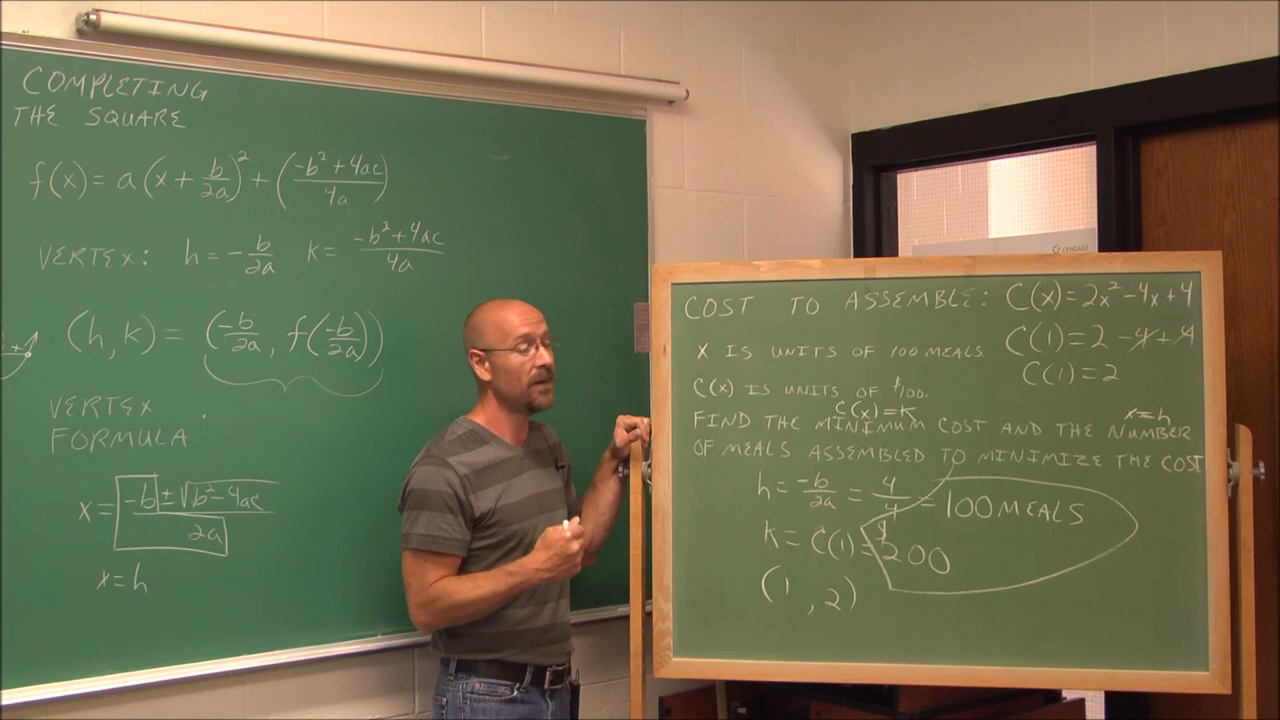 COMPLETING
THE SQUARE
f(x) = a(x + b/2a)² + (-b² + 4ac/4a)
VERTEX: h = -b/2a k = -b² + 4ac/4a
(h, k) = (-b/2a, f(-b/2a))
VERTEX
FORMULA:
x = -b ± √b² - 4ac/2a
x = h
CENGAGE
COST TO ASSEMBLE: C(x) = 2x² - 4x + 4
C(1) = 2 - 4 + 4
X IS UNITS OF 100 MEALS.
C(1) = 2
C(x) IS UNITS OF $100.
C(x) = K x = h
FIND THE MINIMUM COST AND THE NUMBER
OF MEALS ASSEMBLED TO MINIMIZE THE COST
h = -b/2a = 4/4 = 100 MEALS
k = C(1) = $200
(1, 2)